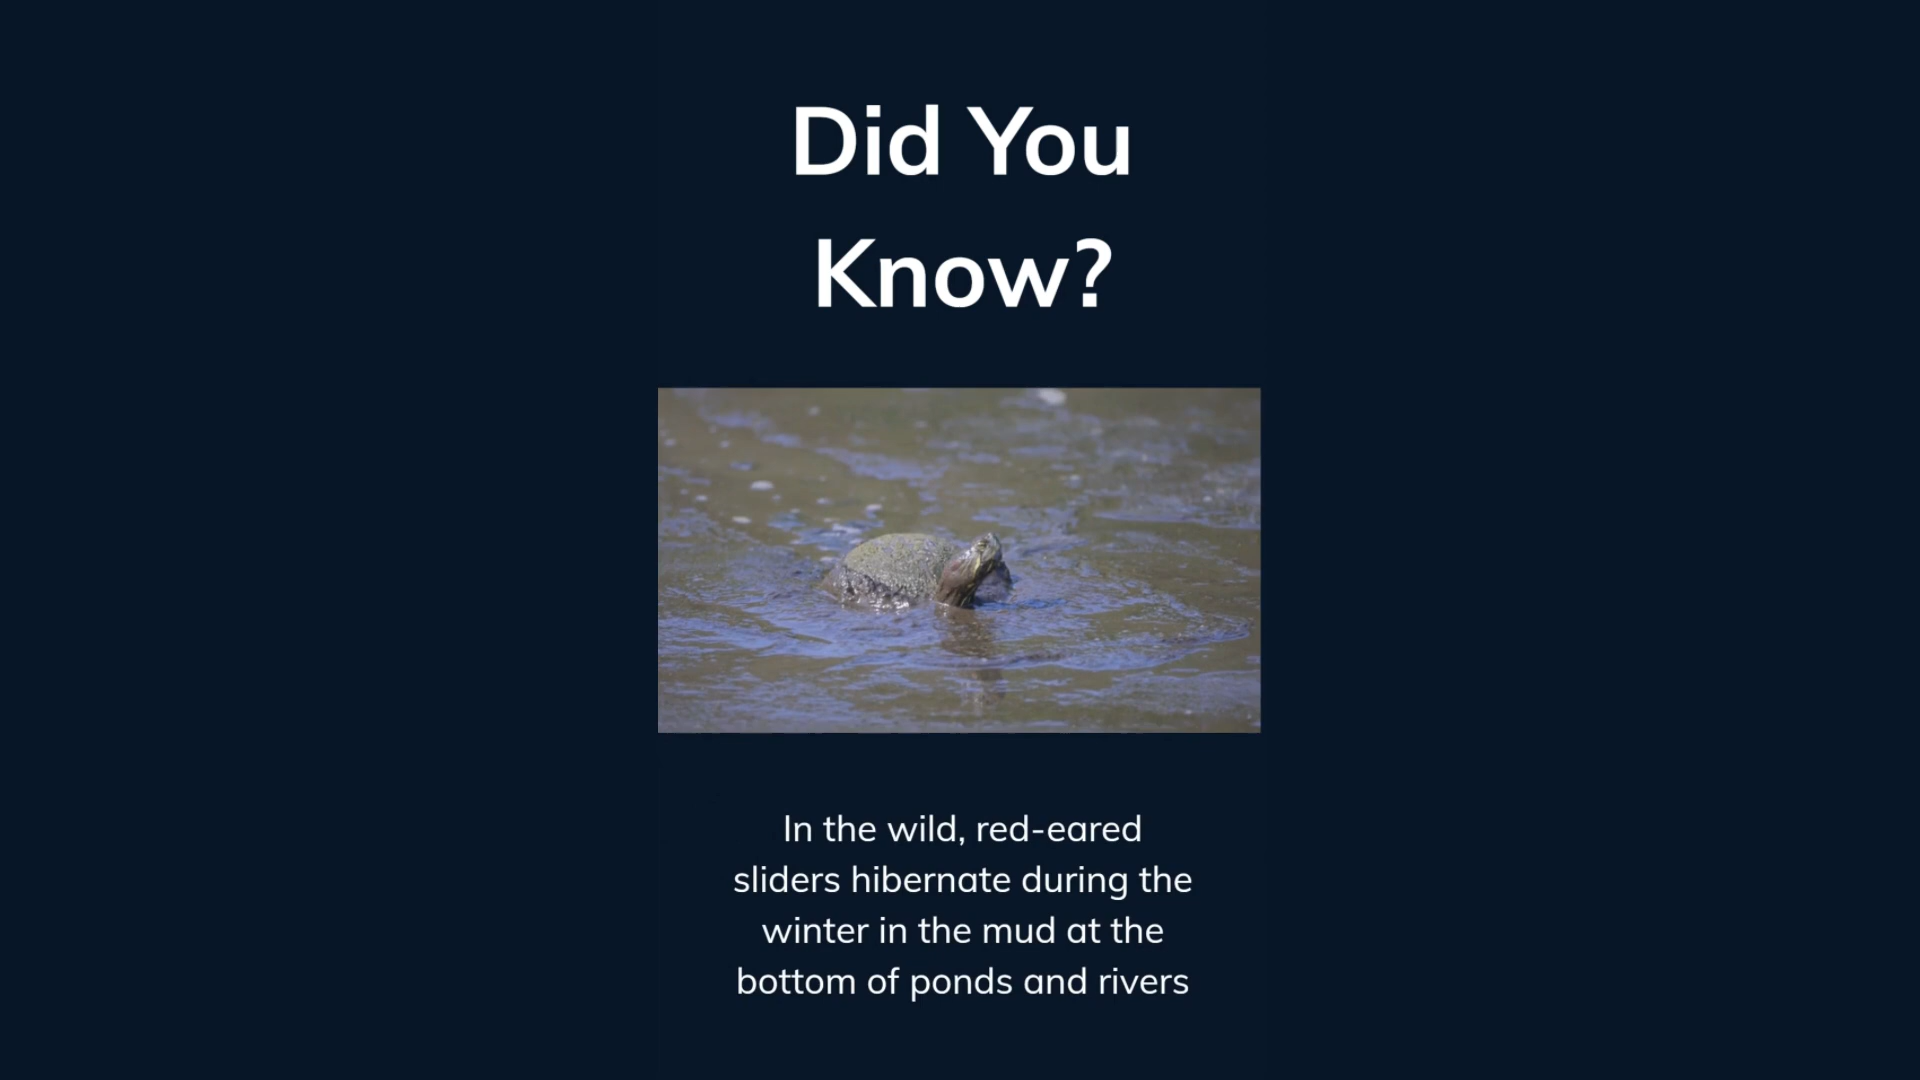 Did You
Know?
In the wild, red-eared
sliders hibernate during the
winter in the mud at the
bottom of ponds and rivers